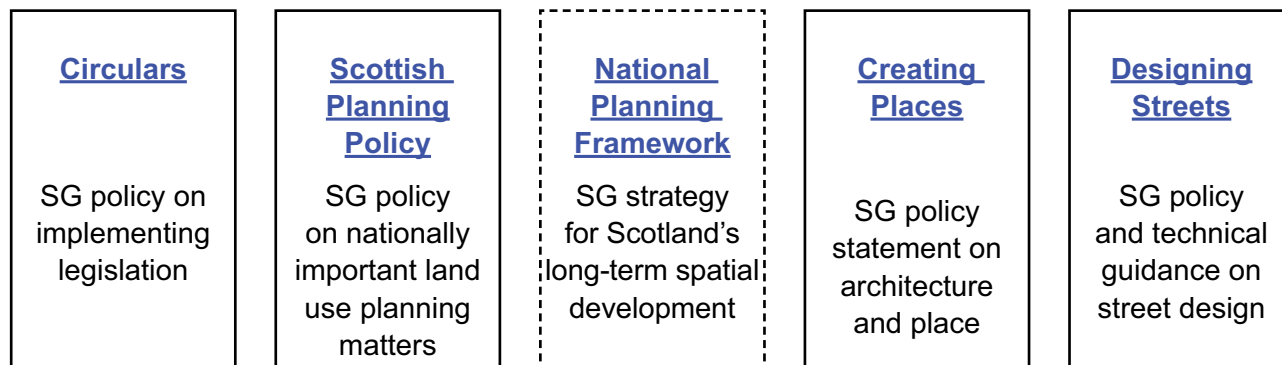 Circulars
SG policy on
implementing
legislation
Scottish
Planning
Policy
SG policy
on nationally
important land
use planning
matters
National
Planning
Framework
SG strategy
for Scotland’s
long-term spatial
development
Creating
Places
SG policy
statement on
architecture
and place
Designing
Streets
SG policy
and technical
guidance on
street design